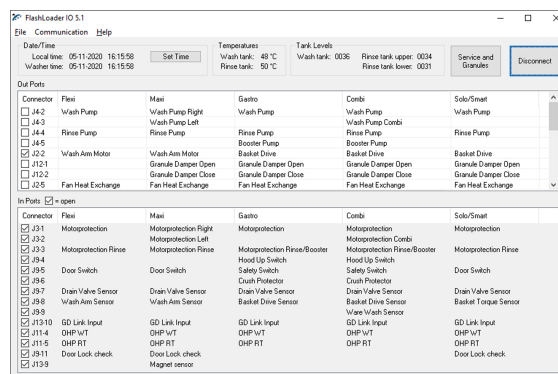 FlashLoader IO 5.1
File Communication Help
Date/Time Temperatures Tank Levels
Local time: 05-11-2020 16:15:58 Set Time Wash tank: 48 °C Wash tank: 0036 Rinse tank upper: 0034 Service and Granules Disconnect
Washer time: 05-11-2020 16:15:58 Rinse tank: 50 °C Rinse tank lower: 0031
Out Ports
Connector Flexi Maxi Gastro Combi Solo/Smart
J4-2 Wash Pump Wash Pump Right Wash Pump Wash Pump Wash Pump
J4-3 Wash Pump Left Wash Pump Combi
J4-4 Rinse Pump Rinse Pump Rinse Pump Rinse Pump Rinse Pump
J4-5 Booster Pump Booster Pump
J2-2 Wash Arm Motor Wash Arm Motor Basket Drive Basket Drive Basket Drive
J12-1 Granule Damper Open Granule Damper Open Granule Damper Open Granule Damper Open
J12-2 Granule Damper Close Granule Damper Close Granule Damper Close Granule Damper Close
J2-5 Fan Heat Exchange Fan Heat Exchange Fan Heat Exchange Fan Heat Exchange Fan Heat Exchange
In Ports = open
Connector Flexi Maxi Gastro Combi Solo/Smart
J3-1 Motorprotection Motorprotection Right Motorprotection Motorprotection Motorprotection
J3-2 Motorprotection Left Motorprotection Combi
J3-3 Motorprotection Rinse Motorprotection Rinse Motorprotection Rinse/Booster Motorprotection Rinse/Booster Motorprotection Rinse
J9-4 Hood Up Switch Hood Up Switch
J9-5 Door Switch Door Switch Safety Switch Safety Switch Door Switch
J9-6 Crush Protector Crush Protector
J9-7 Drain Valve Sensor Drain Valve Sensor Drain Valve Sensor Drain Valve Sensor Drain Valve Sensor
J9-8 Wash Arm Sensor Wash Arm Sensor Basket Drive Sensor Basket Drive Sensor Basket Torque Sensor
J9-9 Ware Wash Sensor
J13-10 GD Link Input GD Link Input GD Link Input GD Link Input GD Link Input
J11-4 OHP WT OHP WT OHP WT OHP WT OHP WT
J11-5 OHP RT OHP RT OHP RT OHP RT OHP RT
J9-11 Door Lock check Door Lock check Door Lock check
J13-9 Magnet sensor